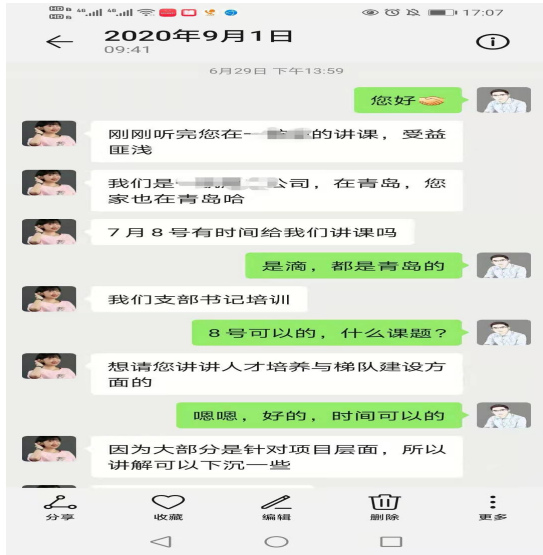 17:07
2020年9月1日
09:41
6月29日 下午13:59
您好
刚刚听完您在一 的讲课，受益
匪浅
我们是一 公司，在青岛，您
家也在青岛哈
7月8号有时间给我们讲课吗
是滴，都是青岛的
我们支部书记培训
8号可以的，什么课题？
想请您讲讲人才培养与梯队建设方
面的
嗯嗯，好的，时间可以的
因为大部分是针对项目层面，所以
讲解可以下沉一些
分享 收藏 编辑 删除 更多